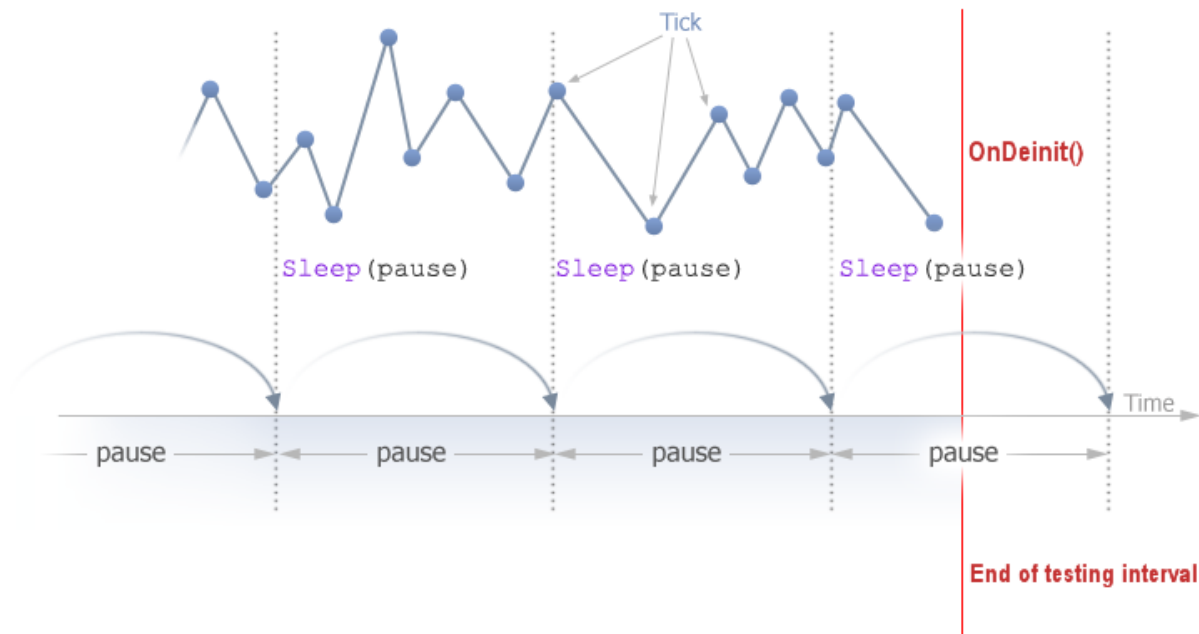 Tick
OnDeinit()
Sleep(pause)
Sleep(pause)
Sleep(pause)
Time
pause
pause
pause
pause
End of testing interval